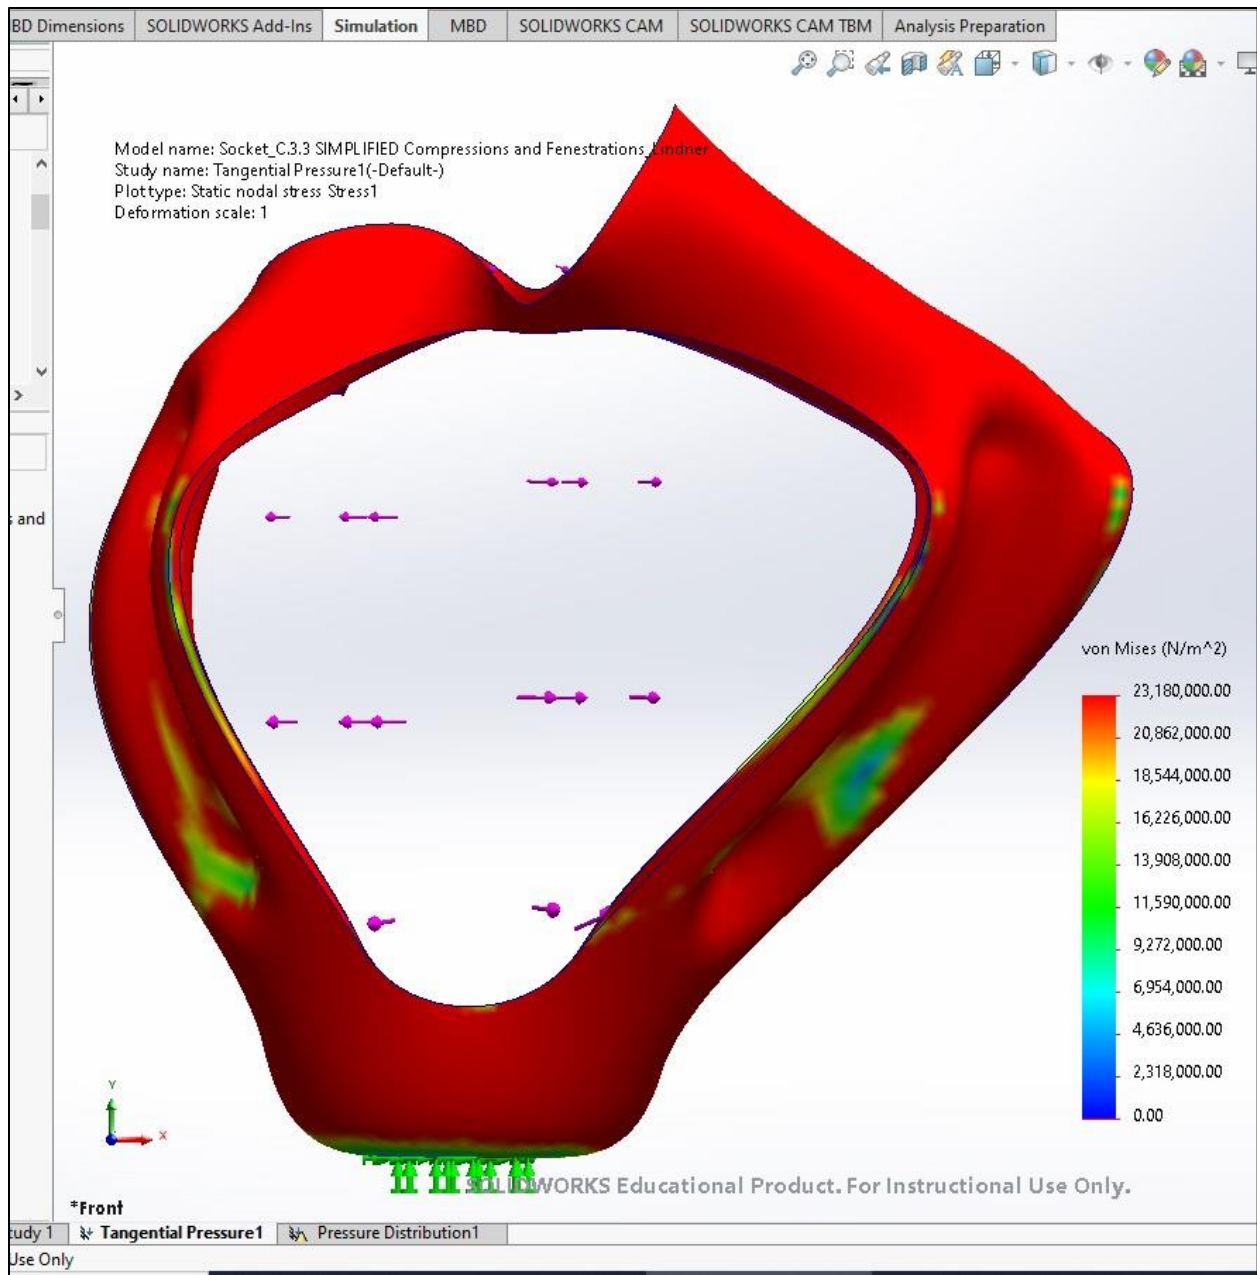 BD Dimensions SOLIDWORKS Add-Ins Simulation MBD SOLIDWORKS CAM SOLIDWORKS CAM TBM Analysis Preparation
Model name: Socket_C.3.3 SIMPLIFIED Compressions and Fenestrations_Lindner
Study name: Tangential Pressure1(-Default-)
Plot type: Static nodal stress Stress1
Deformation scale: 1
s and
von Mises (N/m^2)
23,180,000.00
20,862,000.00
18,544,000.00
16,226,000.00
13,908,000.00
11,590,000.00
9,272,000.00
6,954,000.00
4,636,000.00
2,318,000.00
0.00
Y
X
SOLIDWORKS Educational Product. For Instructional Use Only.
*Front
tudy 1 Tangential Pressure1 Pressure Distribution1
Use Only